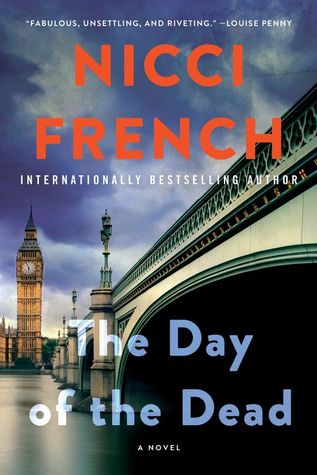 "FABULOUS, UNSETTLING, AND RIVETING." —LOUISE PENNY
NICCI
FRENCH
INTERNATIONALLY BESTSELLING AUTHOR
The Day
of the Dead
A NOVEL